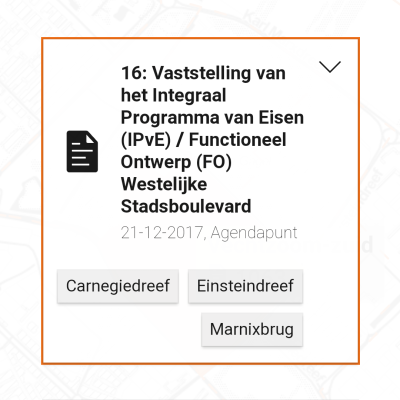 16: Vaststelling van
het Integraal
Programma van Eisen
(IPvE) / Functioneel
Ontwerp (FO)
Westelijke
Stadsboulevard
21-12-2017, Agendapunt
Carnegiedreef Einsteindreef
Marnixbrug